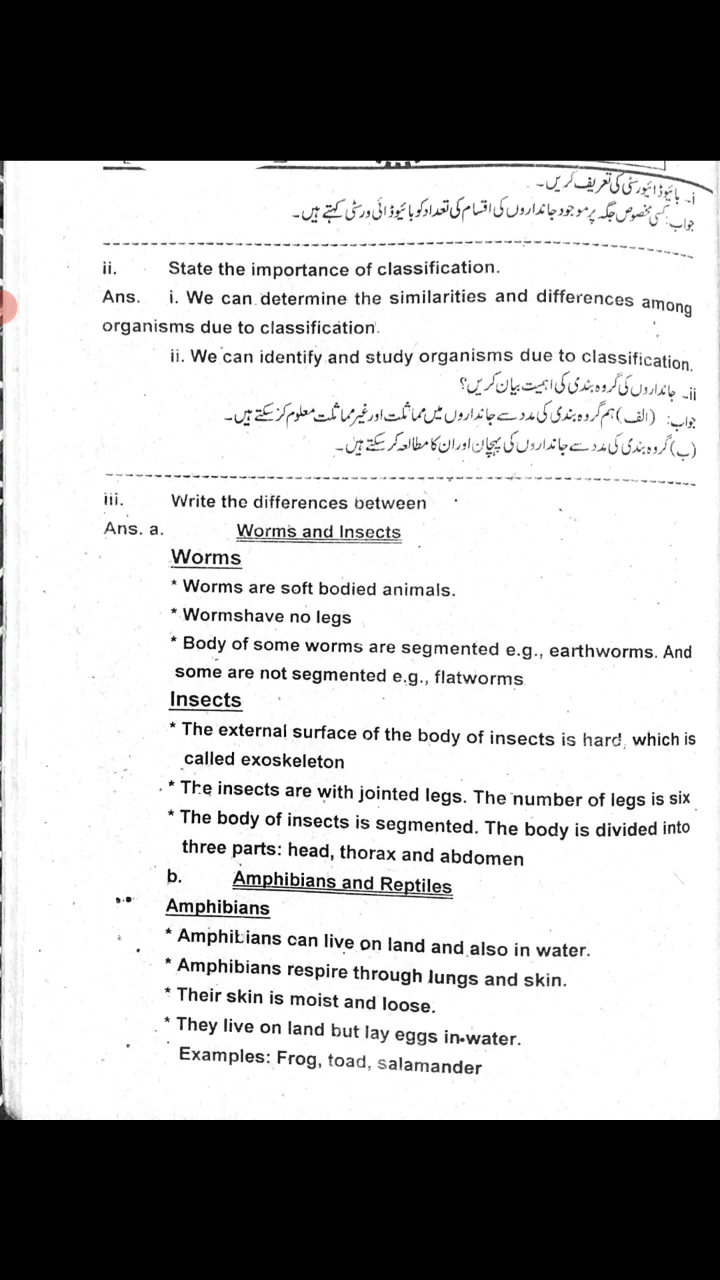 i۔ بائیوڈائیورسٹی کی تعریف کریں۔
جواب: کسی مخصوص جگہ پر موجود جانداروں کی اقسام کی تعداد کو بائیوڈائی ورسٹی کہتے ہیں۔
ii. State the importance of classification.
Ans. i. We can determine the similarities and differences among
organisms due to classification.
ii. We can identify and study organisms due to classification.
ii۔ جانداروں کی گروہ بندی کی اہمیت بیان کریں؟
جواب: (الف) ہم گروہ بندی کی مدد سے جانداروں میں مماثلت اور غیر مماثلت معلوم کر سکتے ہیں۔
(ب) گروہ بندی کی مدد سے جانداروں کی پہچان اور ان کا مطالعہ کر سکتے ہیں۔
iii. Write the differences between
Ans. a. Worms and Insects
Worms
* Worms are soft bodied animals.
* Wormshave no legs
* Body of some worms are segmented e.g., earthworms. And
some are not segmented e.g., flatworms
Insects
* The external surface of the body of insects is hard, which is
called exoskeleton
* The insects are with jointed legs. The number of legs is six
* The body of insects is segmented. The body is divided into
three parts: head, thorax and abdomen
b. Amphibians and Reptiles
Amphibians
* Amphibians can live on land and also in water.
* Amphibians respire through lungs and skin.
* Their skin is moist and loose.
* They live on land but lay eggs in-water.
Examples: Frog, toad, salamander